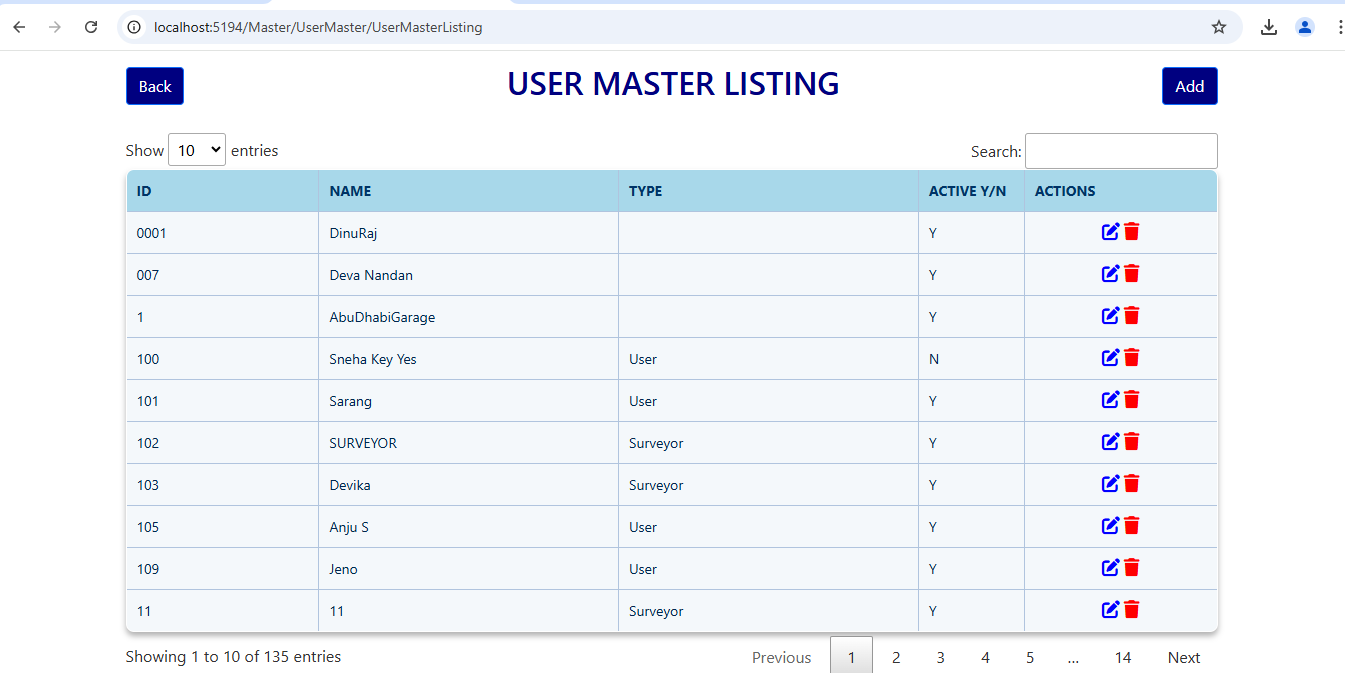 localhost:5194/Master/UserMaster/UserMasterListing
Back USER MASTER LISTING Add
Show 10 entries Search:
ID NAME TYPE ACTIVE Y/N ACTIONS
0001 DinuRaj Y
007 Deva Nandan Y
1 AbuDhabiGarage Y
100 Sneha Key Yes User N
101 Sarang User Y
102 SURVEYOR Surveyor Y
103 Devika Surveyor Y
105 Anju S User Y
109 Jeno User Y
11 11 Surveyor Y
Showing 1 to 10 of 135 entries Previous 1 2 3 4 5 ... 14 Next